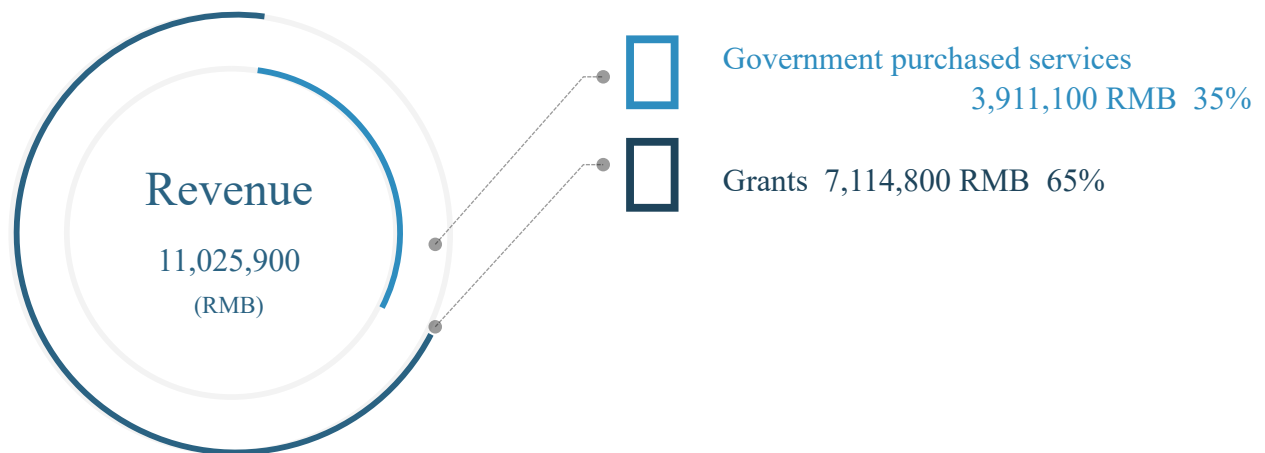 Revenue
11,025,900
(RMB)
Government purchased services
3,911,100 RMB 35%
Grants 7,114,800 RMB 65%